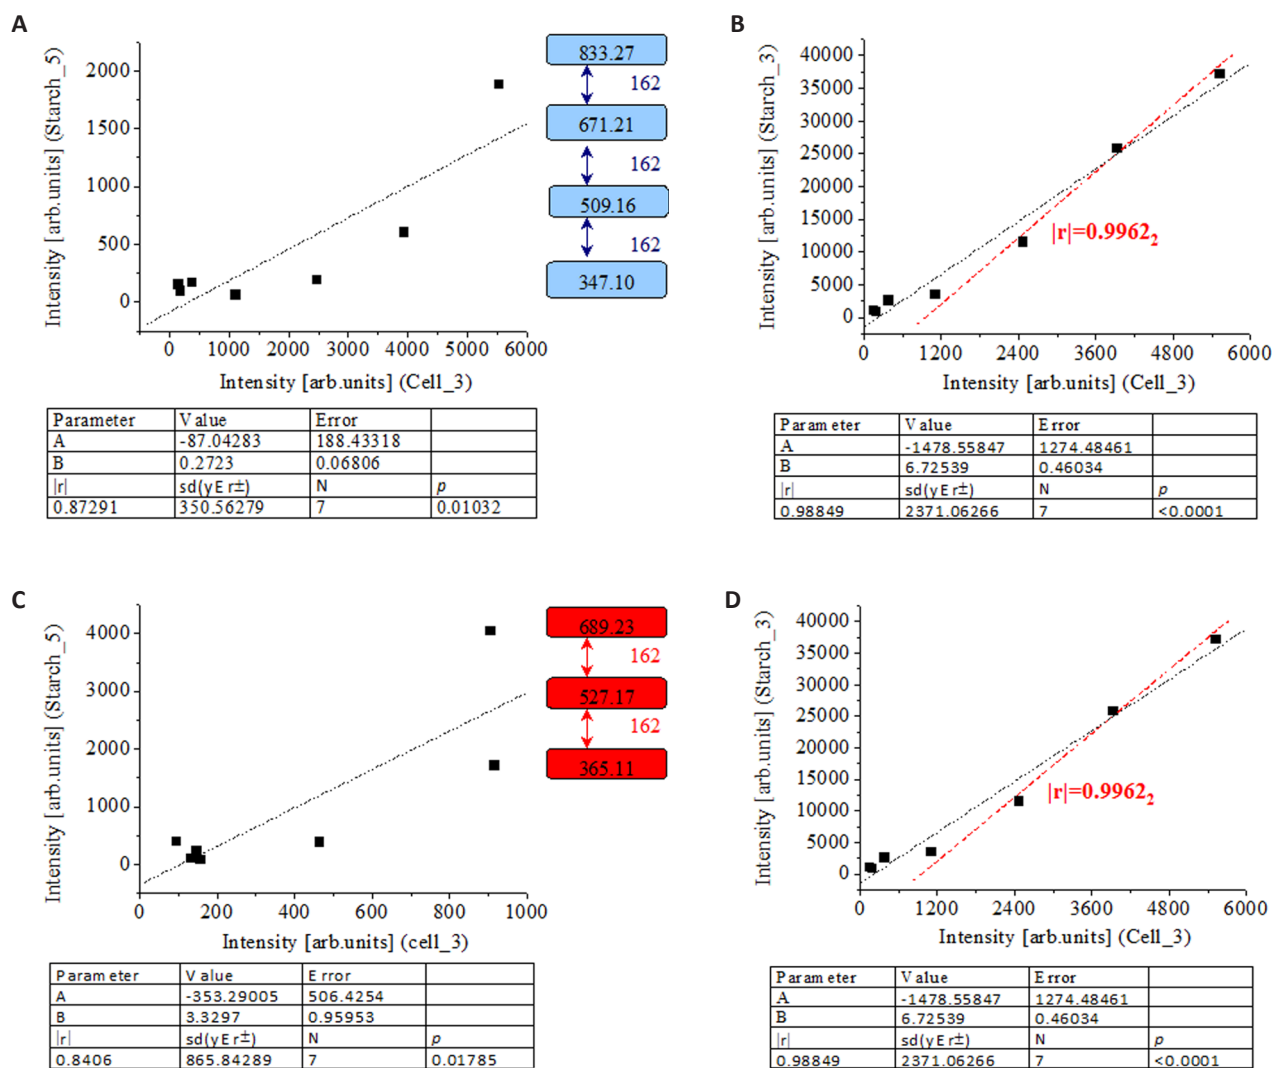 A
Intensity [arb.units] (Starch_5)
2000
1500
1000
500
0
0 1000 2000 3000 4000 5000 6000
Intensity [arb.units] (Cell_3)
833.27
162
671.21
162
509.16
162
347.10
Parameter Value Error
A -87.04283 188.43318
B 0.2723 0.06806
|r| sd(yEr±) N p
0.87291 350.56279 7 0.01032
B
Intensity [arb.units] (Starch_3)
40000
35000
30000
25000
20000
15000
10000
5000
0
|r|=0.9962₂
0 1200 2400 3600 4800 6000
Intensity [arb.units] (Cell_3)
Parameter Value Error
A -1478.55847 1274.48461
B 6.72539 0.46034
|r| sd(yEr±) N p
0.98849 2371.06266 7 <0.0001
C
Intensity [arb.units] (Starch_5)
4000
3000
2000
1000
0
0 200 400 600 800 1000
Intensity [arb.units] (cell_3)
689.23
162
527.17
162
365.11
Parameter Value Error
A -353.29005 506.4254
B 3.3297 0.95953
|r| sd(yEr±) N p
0.8406 865.84289 7 0.01785
D
Intensity [arb.units] (Starch_3)
40000
35000
30000
25000
20000
15000
10000
5000
0
|r|=0.9962₂
0 1200 2400 3600 4800 6000
Intensity [arb.units] (Cell_3)
Parameter Value Error
A -1478.55847 1274.48461
B 6.72539 0.46034
|r| sd(yEr±) N p
0.98849 2371.06266 7 <0.0001